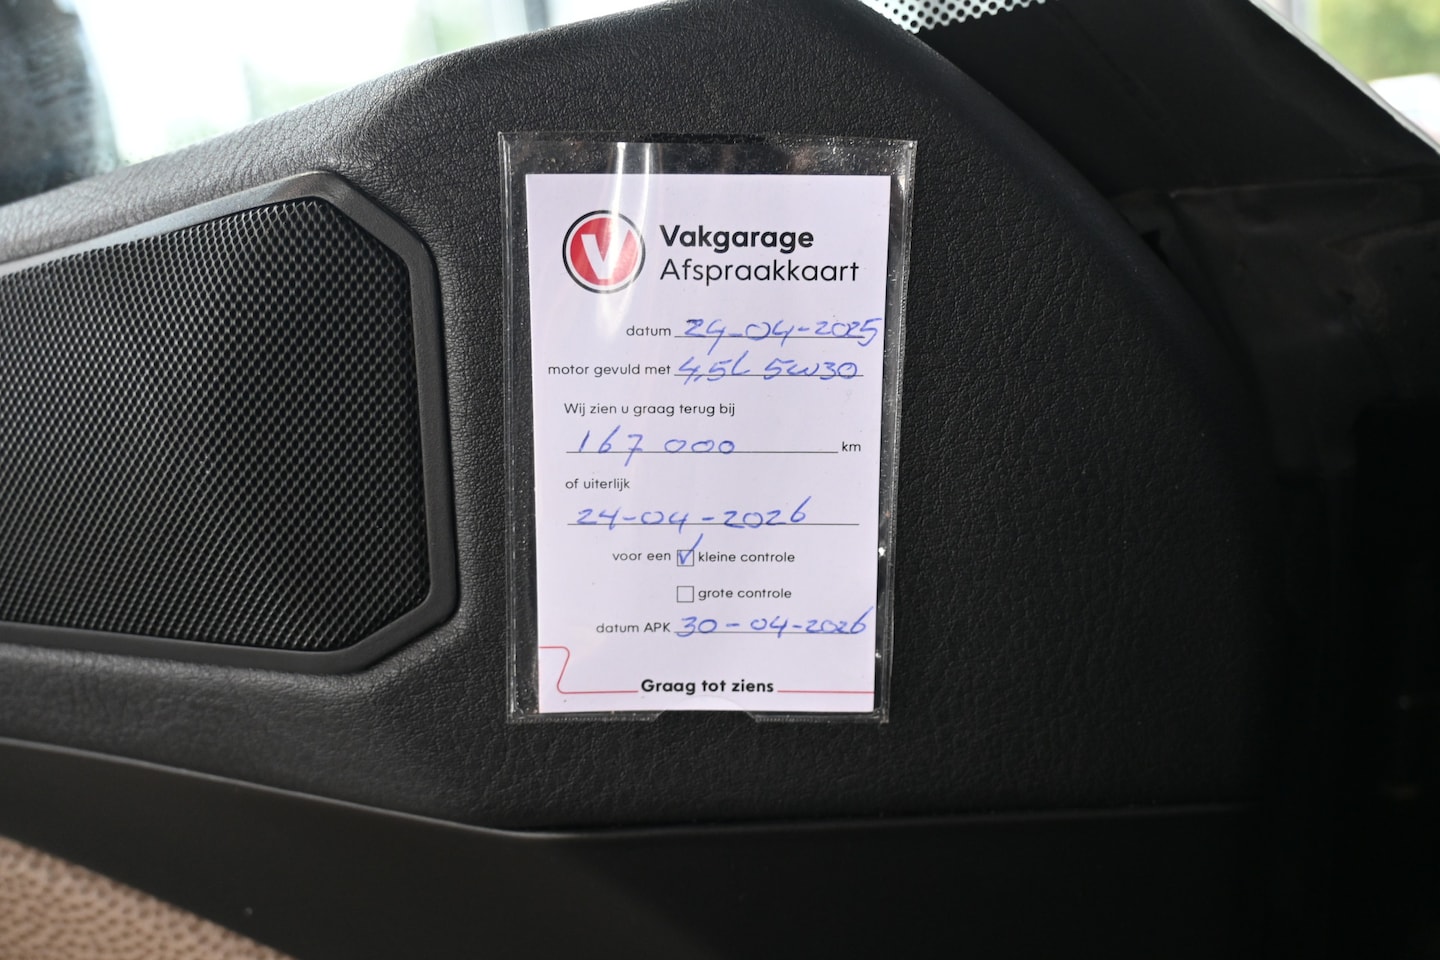 V
Vakgarage
Afspraakkaart
datum 24-04-2025
motor gevuld met 4,5L 5w30
Wij zien u graag terug bij
167 000 km
of uiterlijk
24-04-2026
voor een kleine controle
grote controle
datum APK 30-04-2026
Graag tot ziens